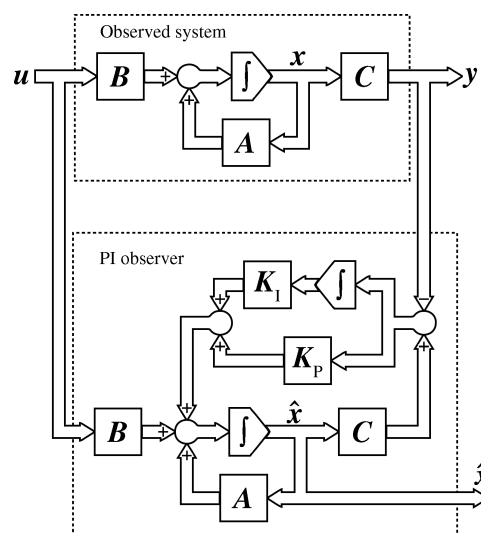 Observed system
u
B
+
+
∫
x
C
y
A
PI observer
K_I
∫
+
−
+
+
K_P
+
B
+
+
∫
x̂
C
A